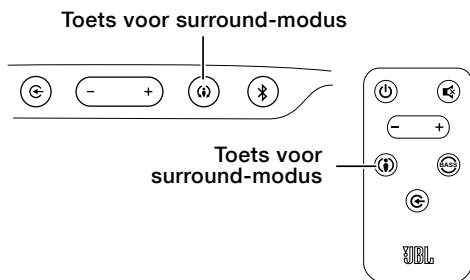 Toets voor surround-modus
- +
- +
Toets voor
surround-modus
BASS
JBL